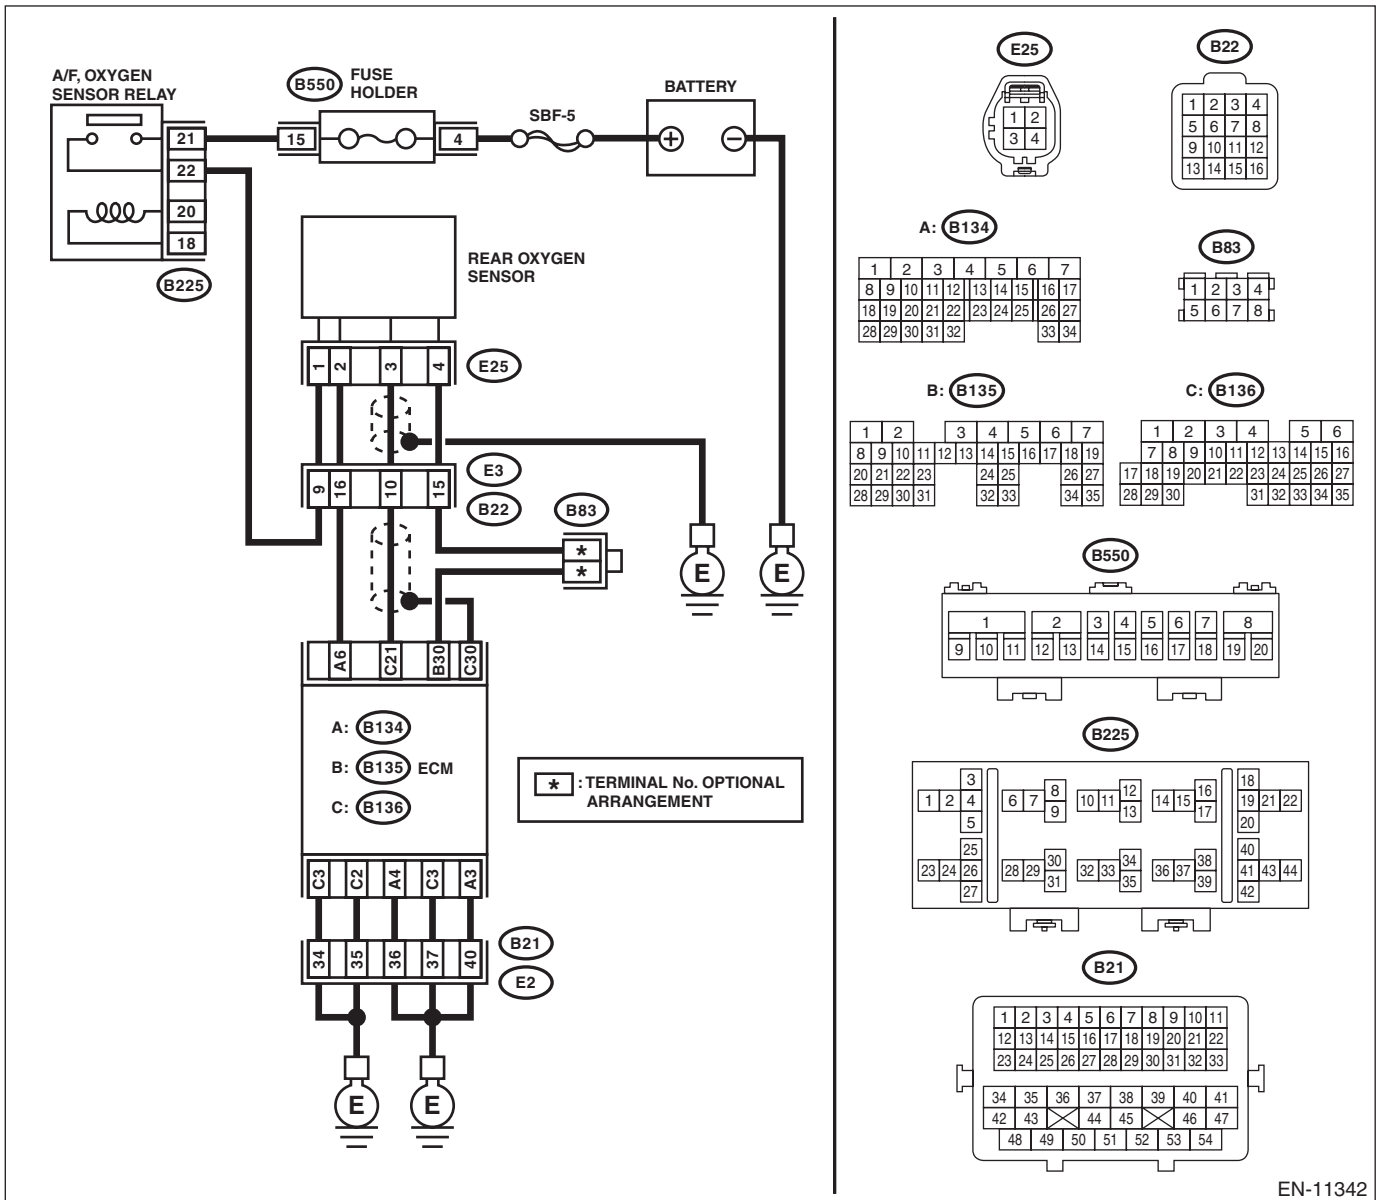 A/F, OXYGEN
SENSOR RELAY
B550
FUSE
HOLDER
SBF-5
BATTERY
21
22
20
18
15
4
B225
REAR OXYGEN
SENSOR
1 2 3 4
E25
9 16 10 15
E3
B22
B83
*
*
E
E
A6 C21 B30 C30
A: B134
B: B135 ECM
C: B136
* : TERMINAL No. OPTIONAL
ARRANGEMENT
C3 C2 A4 C3 A3
34 35 36 37 40
B21
E2
E
E
E25
1 2
3 4
B22
1 2 3 4
5 6 7 8
9 10 11 12
13 14 15 16
A: B134
1 2 3 4 5 6 7
8 9 10 11 12 13 14 15 16 17
18 19 20 21 22 23 24 25 26 27
28 29 30 31 32 33 34
B83
1 2 3 4
5 6 7 8
B: B135
1 2 3 4 5 6 7
8 9 10 11 12 13 14 15 16 17 18 19
20 21 22 23 24 25 26 27
28 29 30 31 32 33 34 35
C: B136
1 2 3 4 5 6
7 8 9 10 11 12 13 14 15 16
17 18 19 20 21 22 23 24 25 26 27
28 29 30 31 32 33 34 35
B550
1 2 3 4 5 6 7 8
9 10 11 12 13 14 15 16 17 18 19 20
B225
3 8 12 16 18
1 2 4 6 7 10 11 14 15 19 21 22
5 9 13 17 20
25 30 34 38 40
23 24 26 28 29 32 33 36 37 41 43 44
27 31 35 39 42
B21
1 2 3 4 5 6 7 8 9 10 11
12 13 14 15 16 17 18 19 20 21 22
23 24 25 26 27 28 29 30 31 32 33
34 35 36 37 38 39 40 41
42 43 44 45 46 47
48 49 50 51 52 53 54
EN-11342